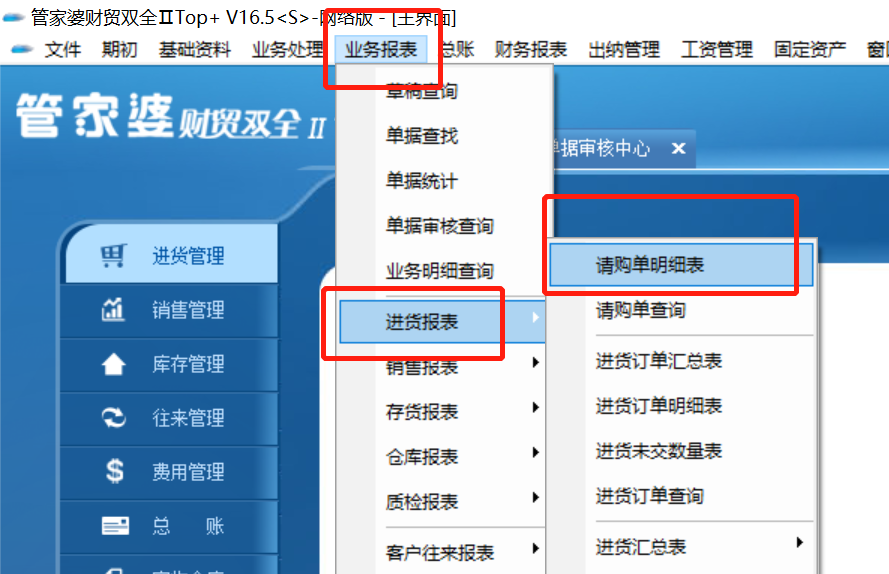 管家婆财贸双全ⅡTop+ V16.5<S>-网络版 - [主界面]
文件 期初 基础资料 业务处理 业务报表 总账 财务报表 出纳管理 工资管理 固定资产
管家婆财贸双全Ⅱ
单据审核中心 ×
草稿查询
单据查找
单据统计
单据审核查询
业务明细查询
进货报表
销售报表
存货报表
仓库报表
质检报表
客户往来报表
请购单明细表
请购单查询
进货订单汇总表
进货订单明细表
进货未交数量表
进货订单查询
进货汇总表
进货管理
销售管理
库存管理
往来管理
费用管理
总 账